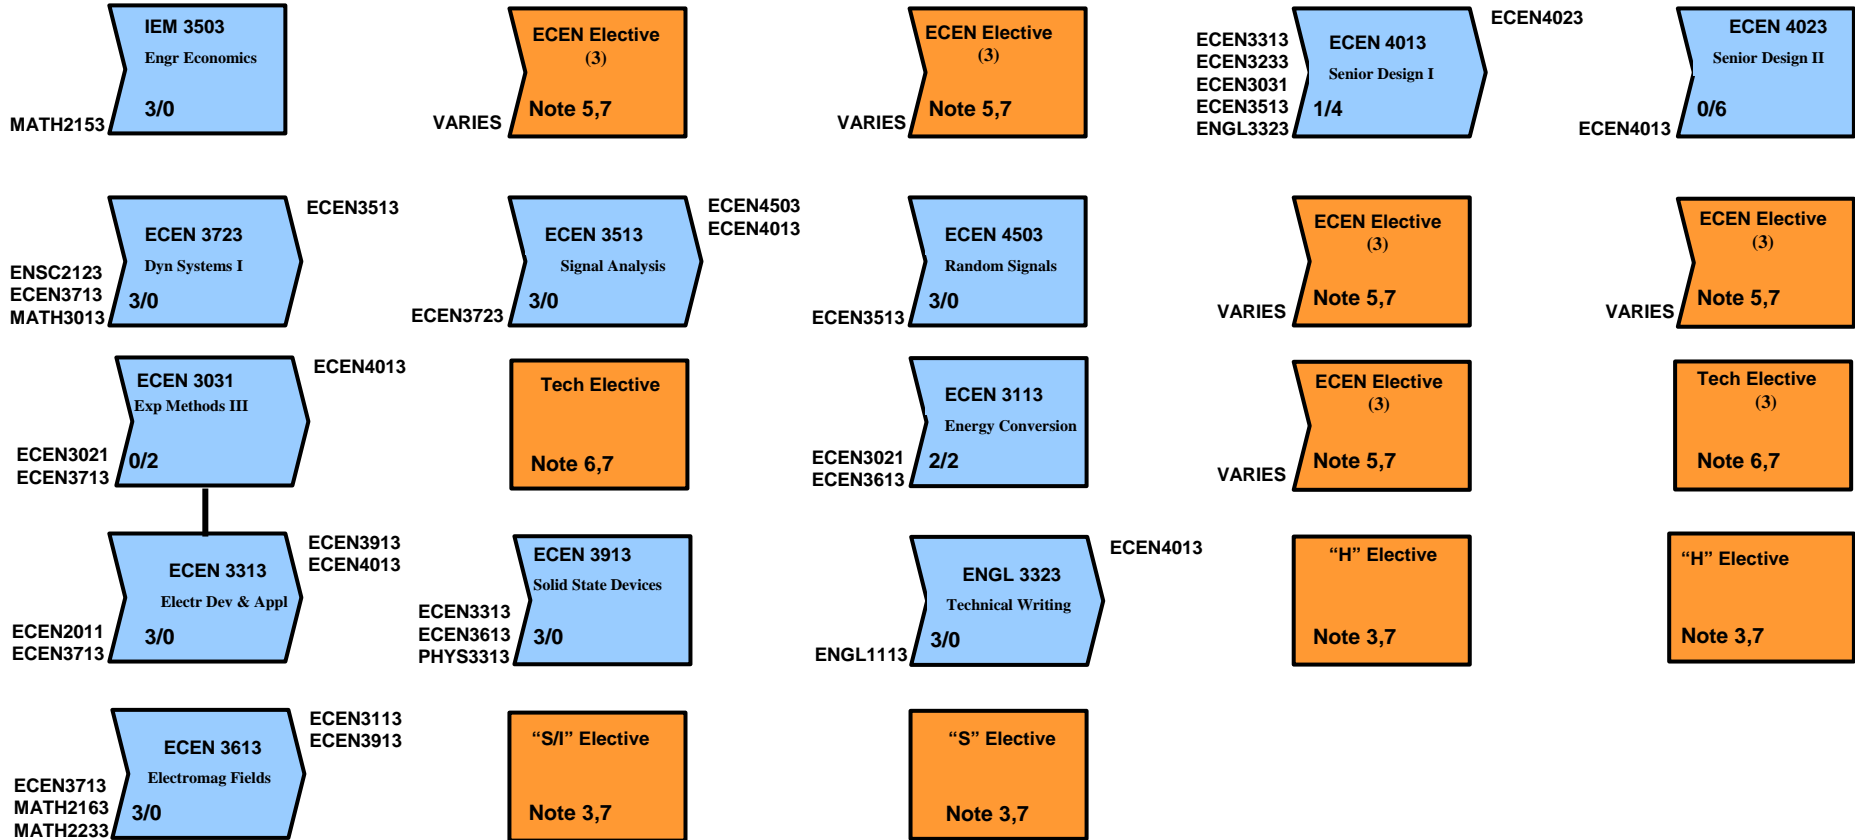 IEM 3503
Engr Economics
3/0
MATH2153
ECEN Elective
(3)
Note 5,7
VARIES
ECEN Elective
(3)
Note 5,7
VARIES
ECEN3313
ECEN3233
ECEN3031
ECEN3513
ENGL3323
ECEN 4013
Senior Design I
1/4
ECEN4023
ECEN 4023
Senior Design II
0/6
ECEN4013
ENSC2123
ECEN3713
MATH3013
ECEN 3723
Dyn Systems I
3/0
ECEN3513
ECEN3723
ECEN 3513
Signal Analysis
3/0
ECEN4503
ECEN4013
ECEN3513
ECEN 4503
Random Signals
3/0
VARIES
ECEN Elective
(3)
Note 5,7
VARIES
ECEN Elective
(3)
Note 5,7
ECEN3021
ECEN3713
ECEN 3031
Exp Methods III
0/2
ECEN4013
Tech Elective
Note 6,7
ECEN3021
ECEN3613
ECEN 3113
Energy Conversion
2/2
VARIES
ECEN Elective
(3)
Note 5,7
Tech Elective
(3)
Note 6,7
ECEN2011
ECEN3713
ECEN 3313
Electr Dev & Appl
3/0
ECEN3913
ECEN4013
ECEN3313
ECEN3613
PHYS3313
ECEN 3913
Solid State Devices
3/0
ENGL1113
ENGL 3323
Technical Writing
3/0
ECEN4013
“H” Elective
Note 3,7
“H” Elective
Note 3,7
ECEN3713
MATH2163
MATH2233
ECEN 3613
Electromag Fields
3/0
ECEN3113
ECEN3913
“S/I” Elective
Note 3,7
“S” Elective
Note 3,7